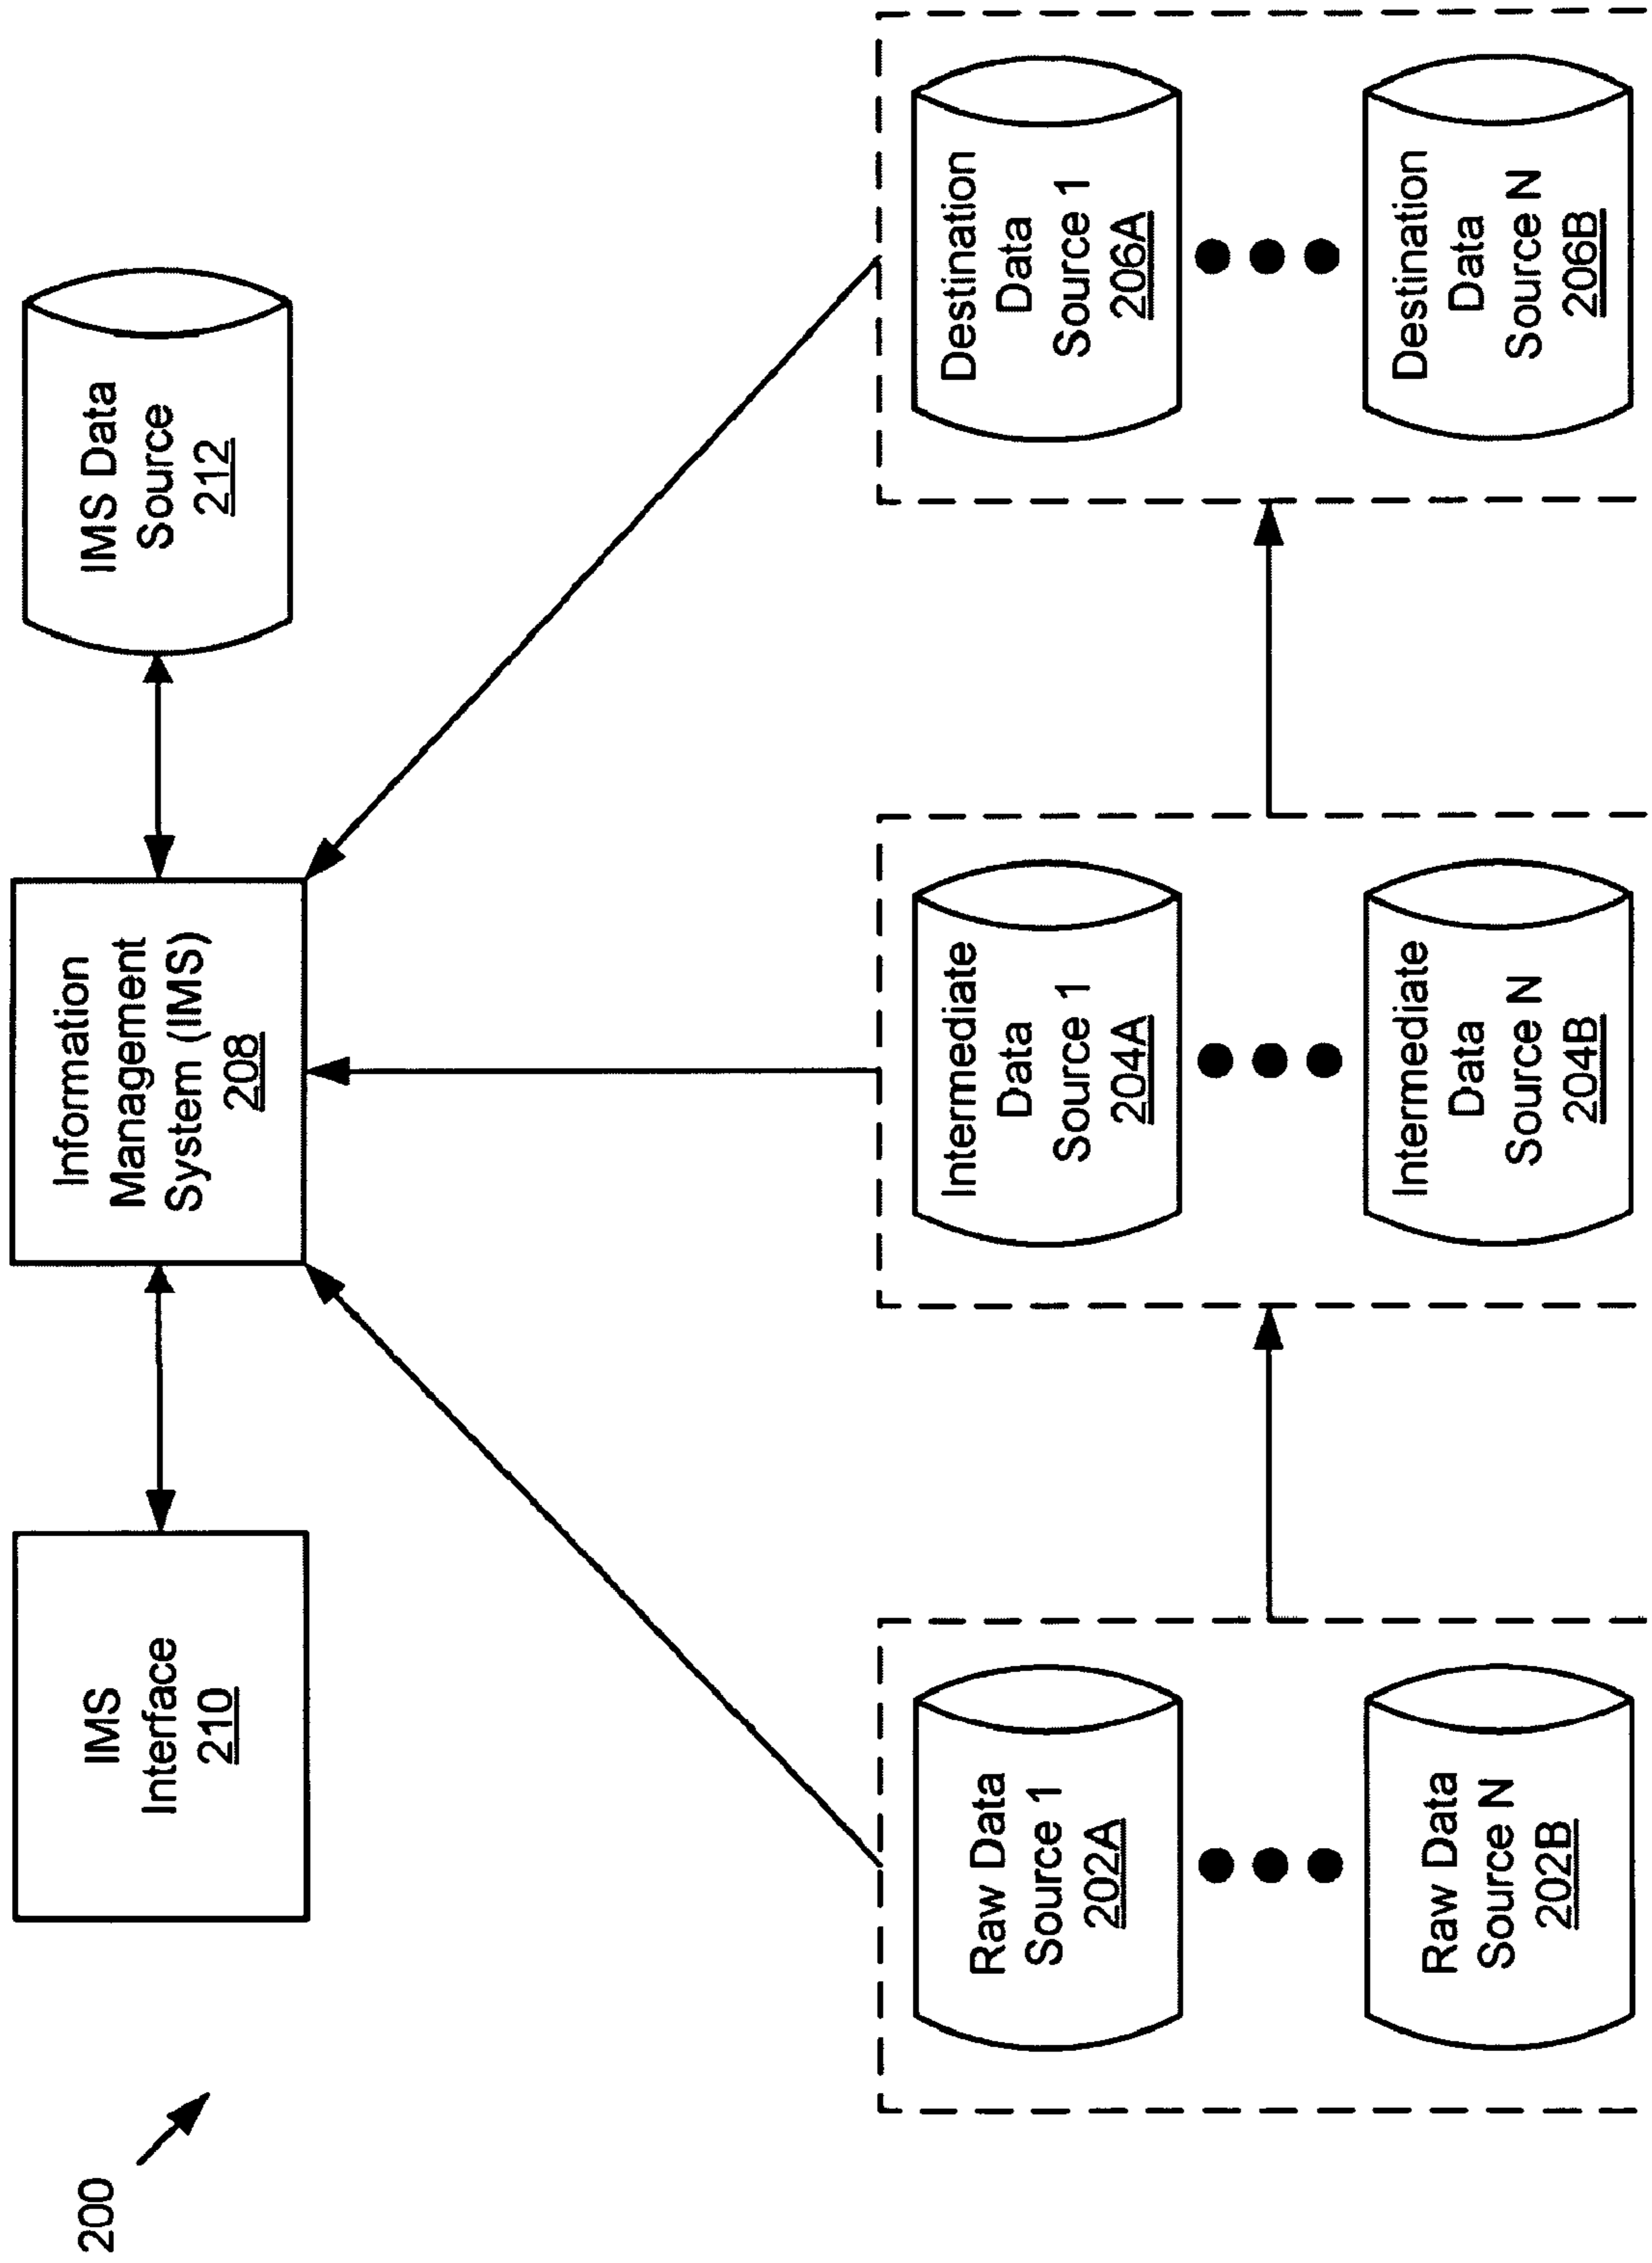 200
IMS
Interface
210
Information
Management
System (IMS)
208
IMS Data
Source
212
Raw Data
Source 1
202A
Raw Data
Source N
202B
Intermediate
Data
Source 1
204A
Intermediate
Data
Source N
204B
Destination
Data
Source 1
206A
Destination
Data
Source N
206B